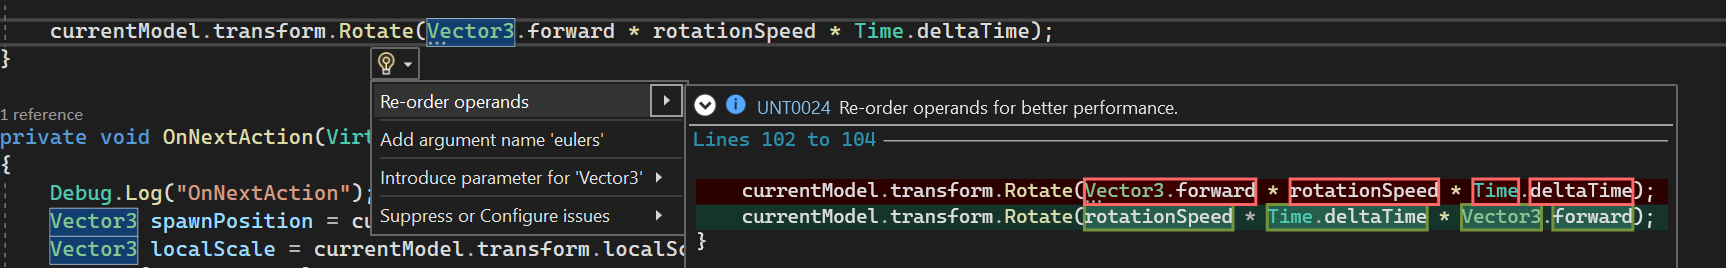 currentModel.transform.Rotate(Vector3.forward * rotationSpeed * Time.deltaTime);
}
1 reference
private void OnNextAction(Virt
{
Debug.Log("OnNextAction");
Vector3 spawnPosition = cu
Vector3 localScale = currentModel.transform.localSc
Re-order operands
Add argument name 'eulers'
Introduce parameter for 'Vector3'
Suppress or Configure issues
UNT0024 Re-order operands for better performance.
Lines 102 to 104
currentModel.transform.Rotate(Vector3.forward * rotationSpeed * Time.deltaTime);
currentModel.transform.Rotate(rotationSpeed * Time.deltaTime * Vector3.forward);
}